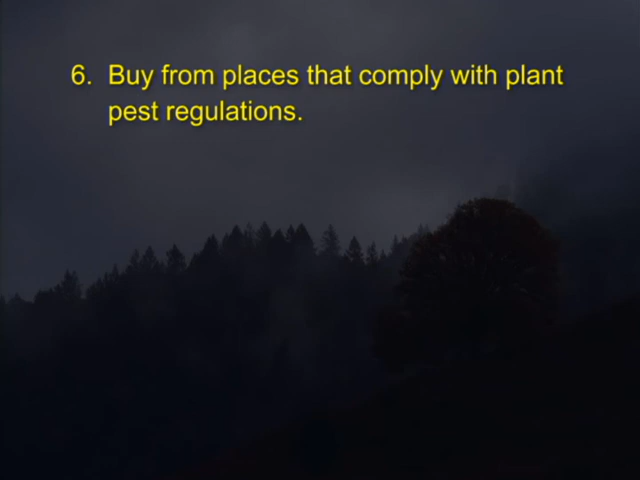 6. Buy from places that comply with plant
pest regulations.